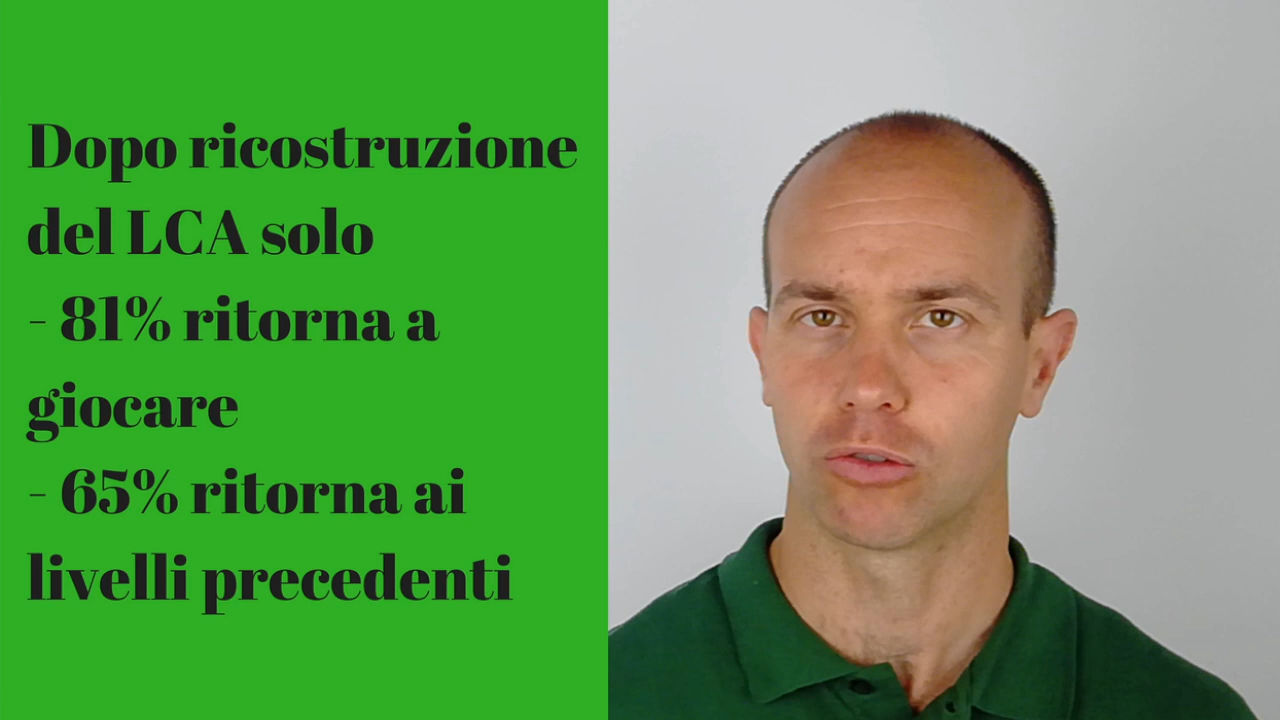 Dopo ricostruzione
del LCA solo
- 81% ritorna a
giocare
- 65% ritorna ai
livelli precedenti